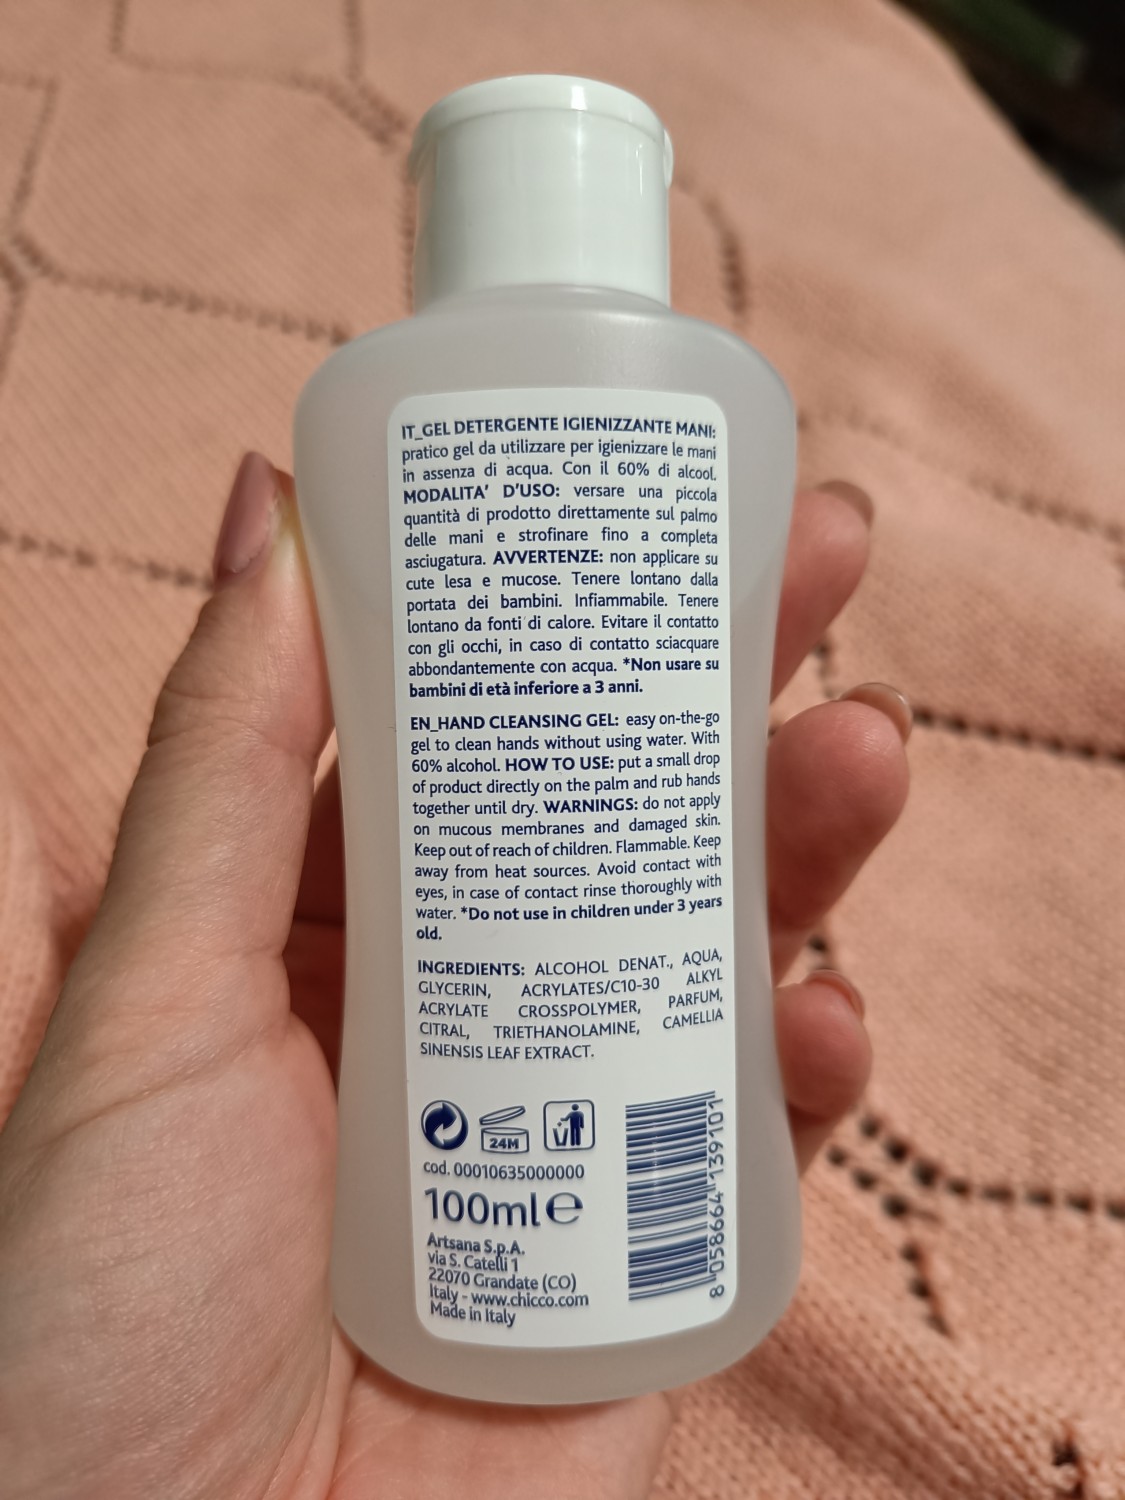 IT_GEL DETERGENTE IGIENIZZANTE MANI:
pratico gel da utilizzare per igienizzare le mani
in assenza di acqua. Con il 60% di alcol.
MODALITA' D'USO: versare una piccola
quantità di prodotto direttamente sul palmo
delle mani e strofinare fino a completa
asciugatura. AVVERTENZE: non applicare su
cute lesa e mucose. Tenere lontano dalla
portata dei bambini. Infiammabile. Tenere
lontano da fonti di calore. Evitare il contatto
con gli occhi, in caso di contatto sciacquare
abbondantemente con acqua. *Non usare su
bambini di età inferiore a 3 anni.
EN_HAND CLEANSING GEL: easy on-the-go
gel to clean hands without using water. With
60% alcohol. HOW TO USE: put a small drop
of product directly on the palm and rub hands
together until dry. WARNINGS: do not apply
on mucous membranes and damaged skin.
Keep out of reach of children. Flammable. Keep
away from heat sources. Avoid contact with
eyes, in case of contact rinse thoroughly with
water. *Do not use in children under 3 years
old.
INGREDIENTS: ALCOHOL DENAT., AQUA,
GLYCERIN, ACRYLATES/C10-30 ALKYL
ACRYLATE CROSSPOLYMER, PARFUM,
CITRAL, TRIETHANOLAMINE, CAMELLIA
SINENSIS LEAF EXTRACT.
24M
cod. 00010635000000
100ml e
Artsana S.p.A.
via S. Catelli 1
22070 Grandate (CO)
Italy - www.chicco.com
Made in Italy
8 058664 139101